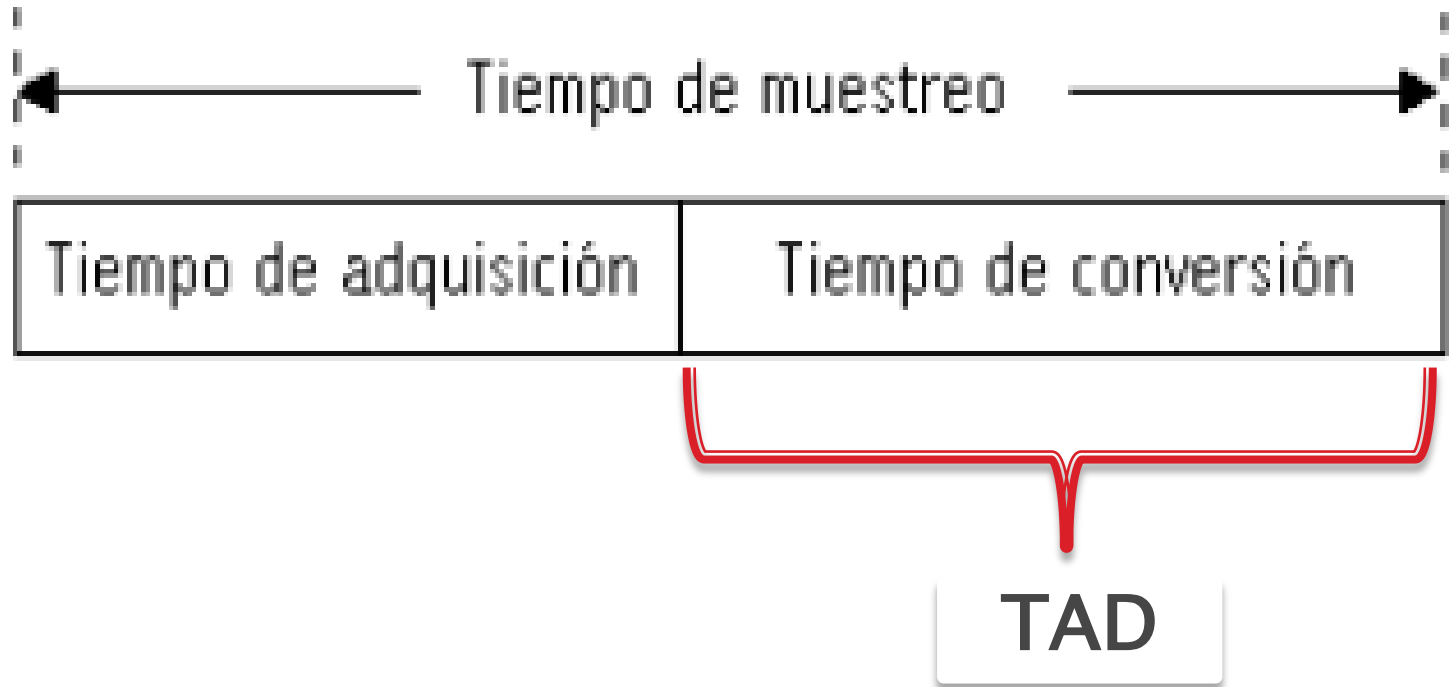 Tiempo de muestreo
Tiempo de adquisición
Tiempo de conversión
TAD